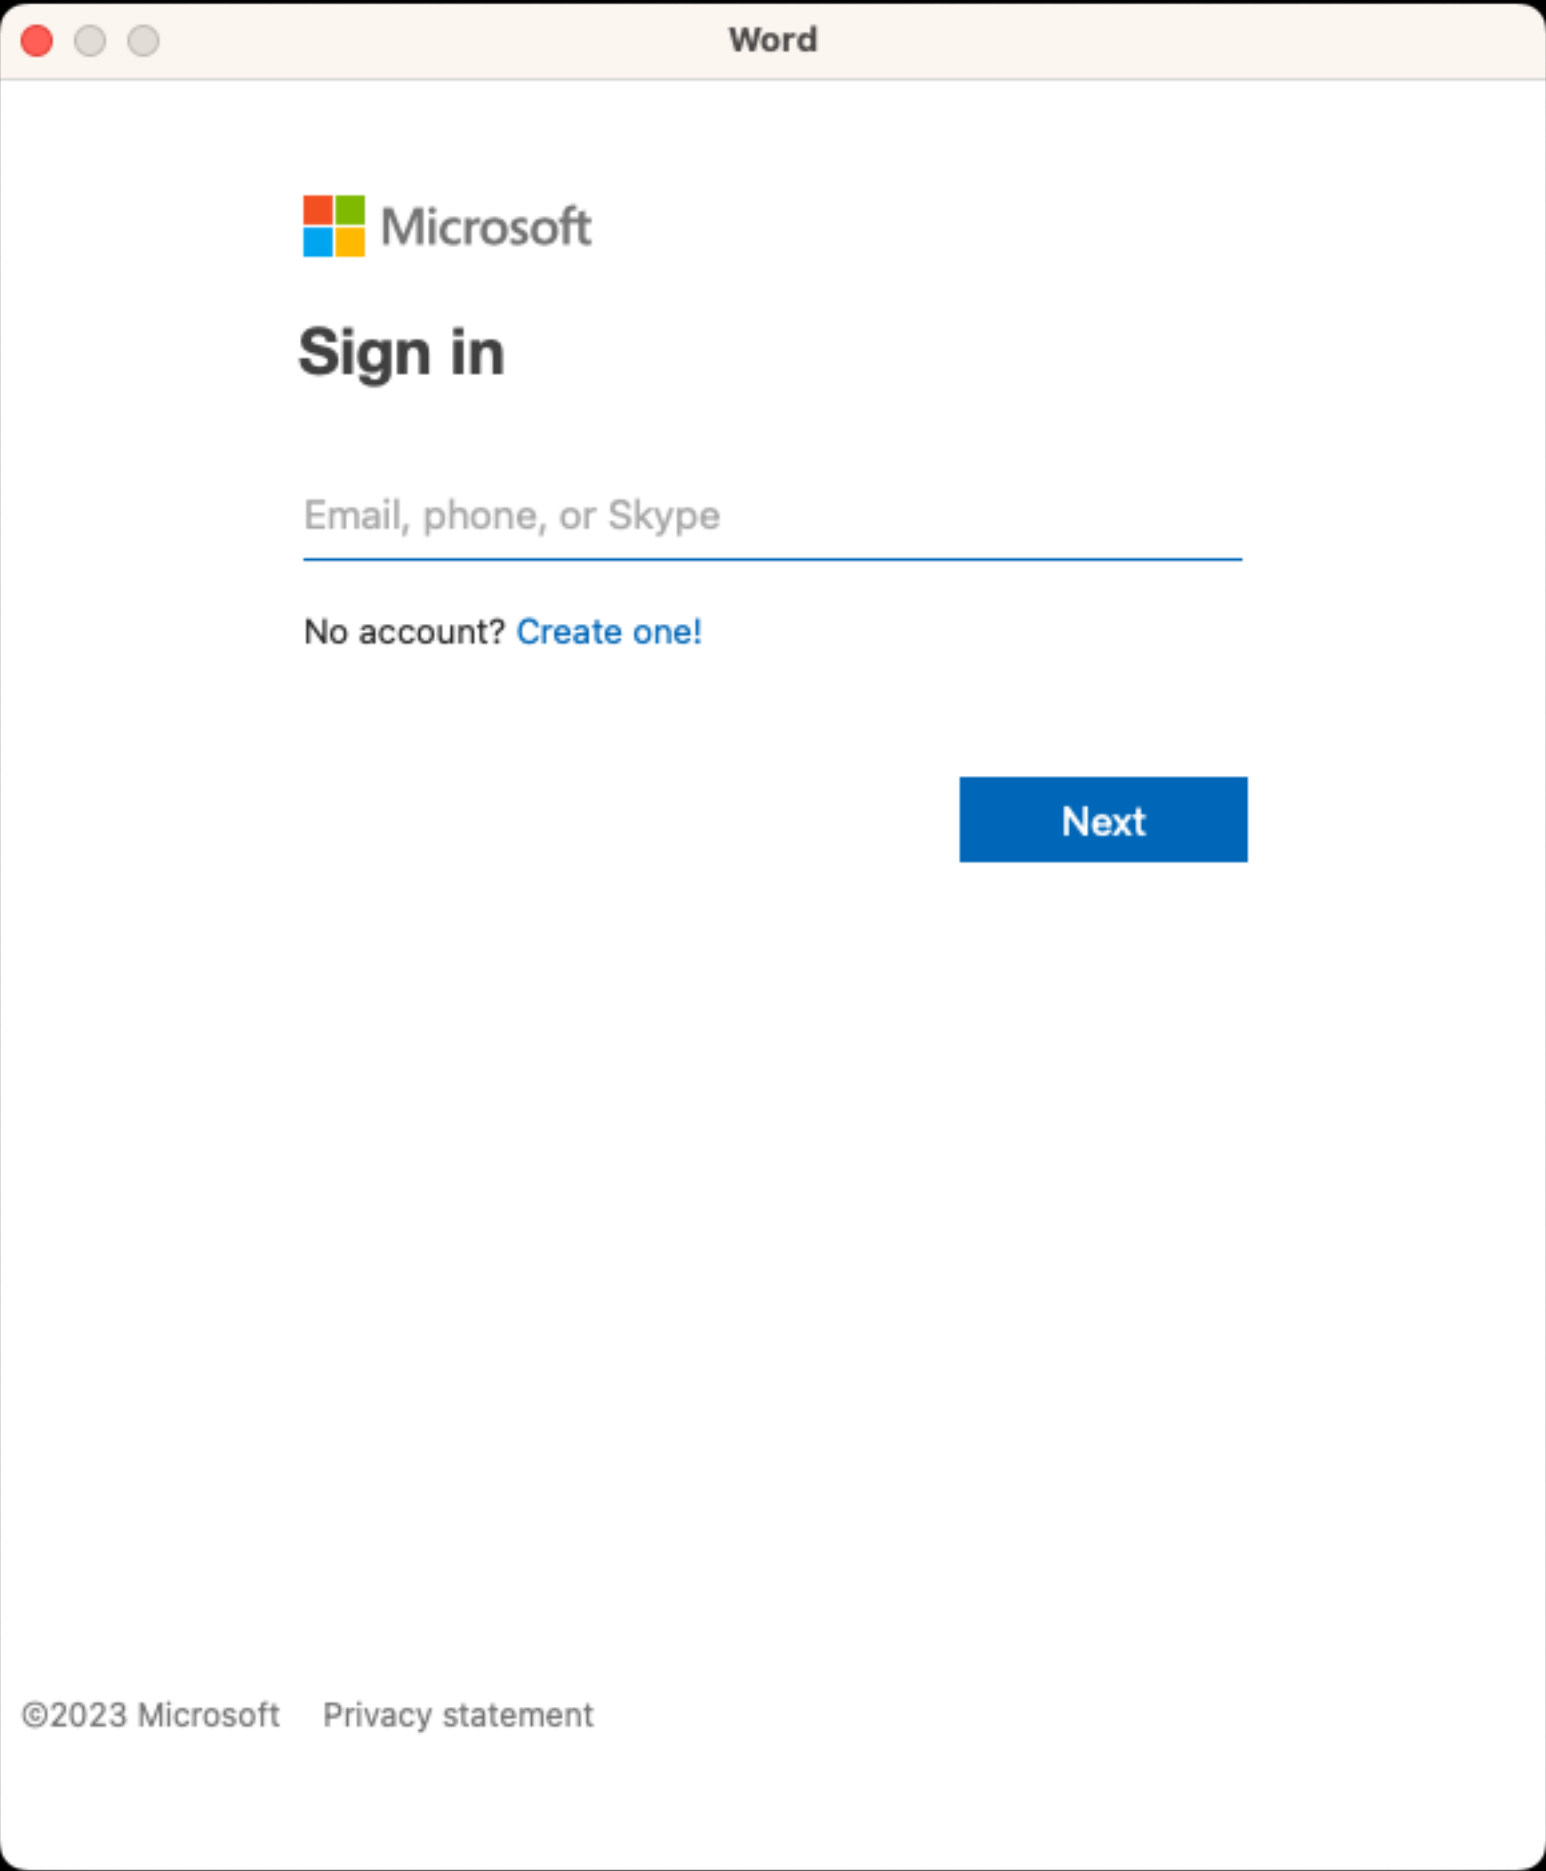 Word
Microsoft
Sign in
Email, phone, or Skype
No account? Create one!
Next
©2023 Microsoft Privacy statement